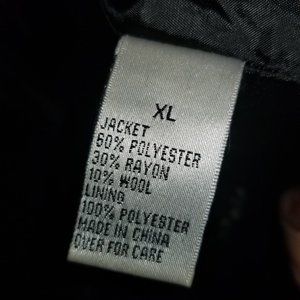 XL
JACKET
60% POLYESTER
30% RAYON
10% WOOL
LINING
100% POLYESTER
MADE IN CHINA
OVER FOR CARE